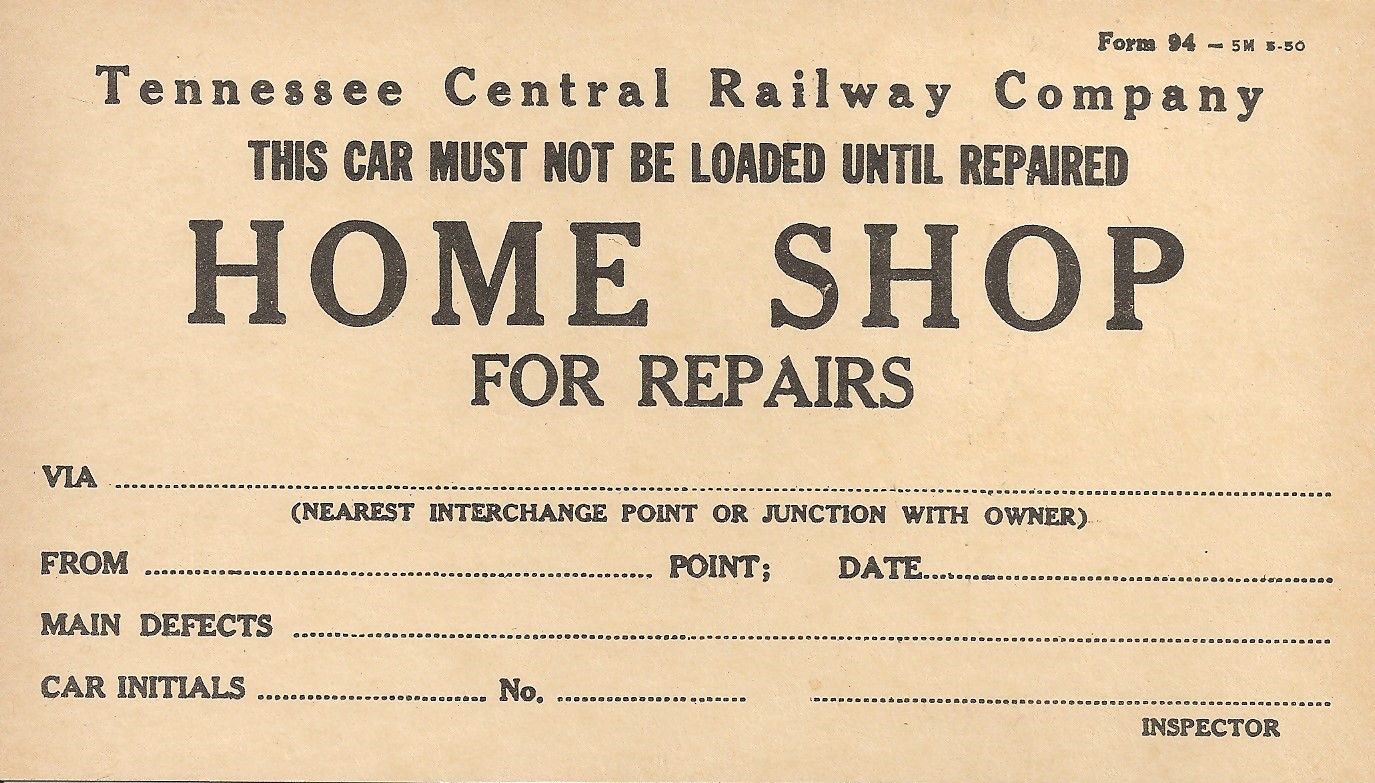 Form 94 — 5M 5-50
Tennessee Central Railway Company
THIS CAR MUST NOT BE LOADED UNTIL REPAIRED
HOME SHOP
FOR REPAIRS
VIA
(NEAREST INTERCHANGE POINT OR JUNCTION WITH OWNER)
FROM POINT; DATE
MAIN DEFECTS
CAR INITIALS No.
INSPECTOR